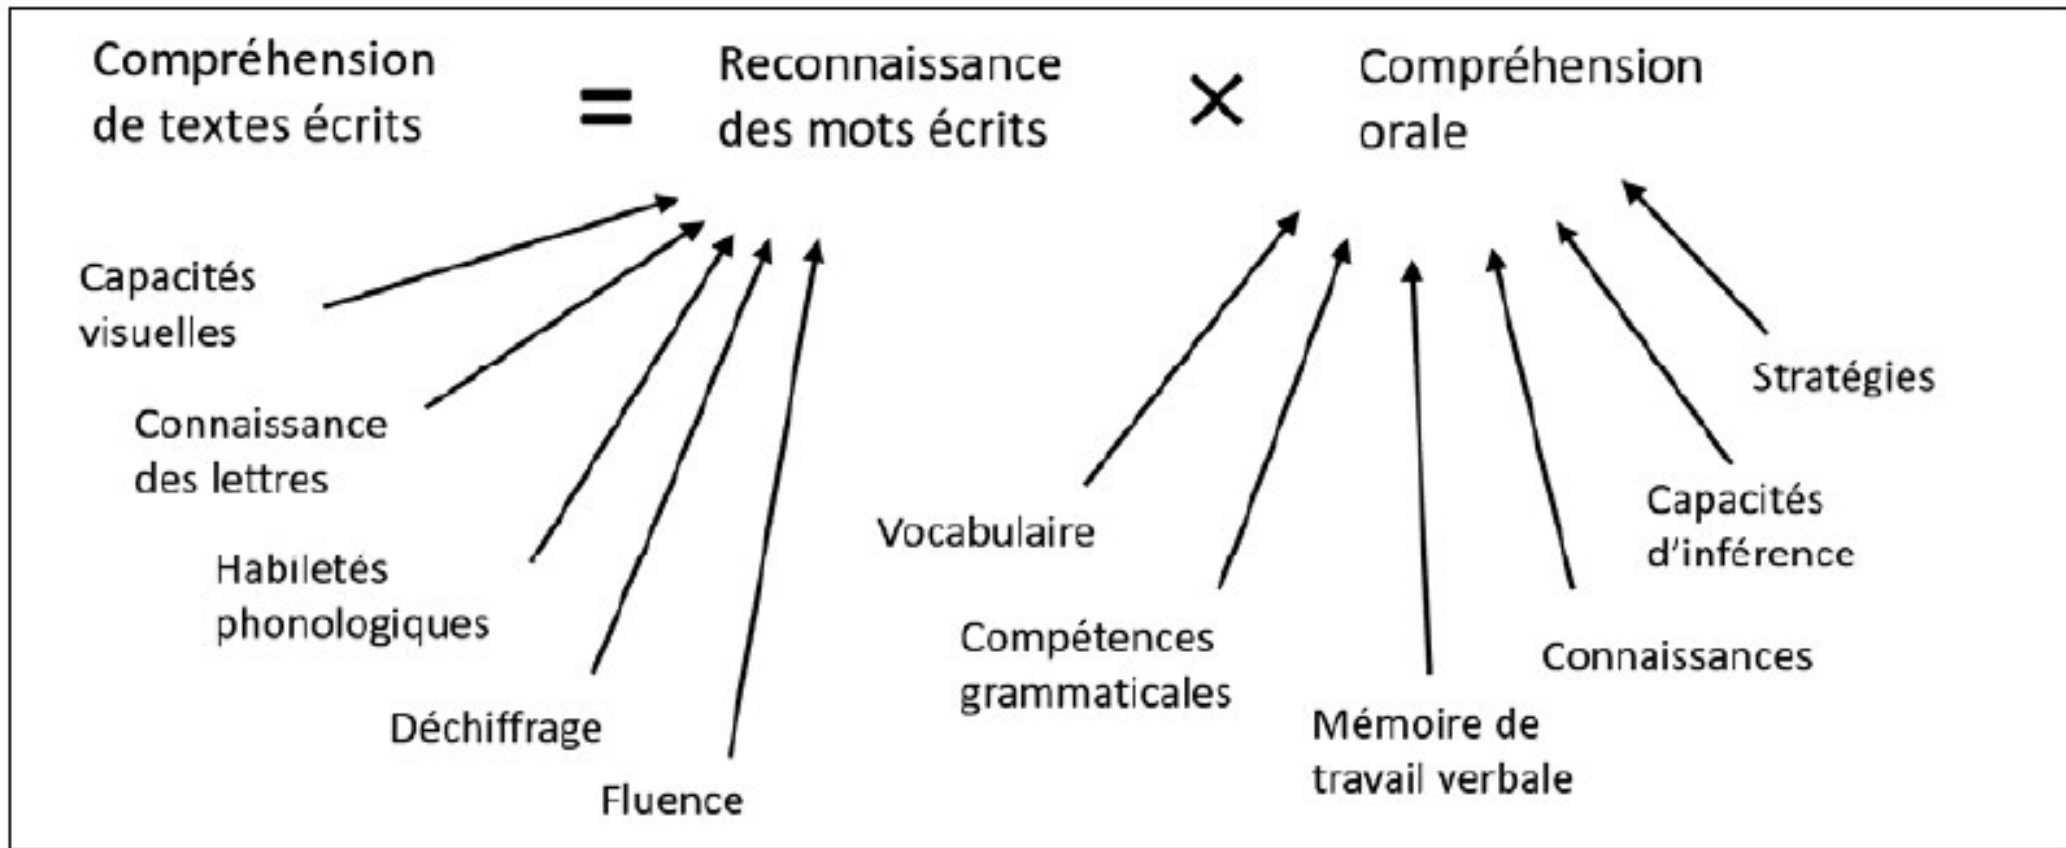 Compréhension
de textes écrits
=
Reconnaissance
des mots écrits
×
Compréhension
orale
Capacités
visuelles
Connaissance
des lettres
Habiletés
phonologiques
Déchiffrage
Fluence
Vocabulaire
Compétences
grammaticales
Mémoire de
travail verbale
Connaissances
Capacités
d’inférence
Stratégies